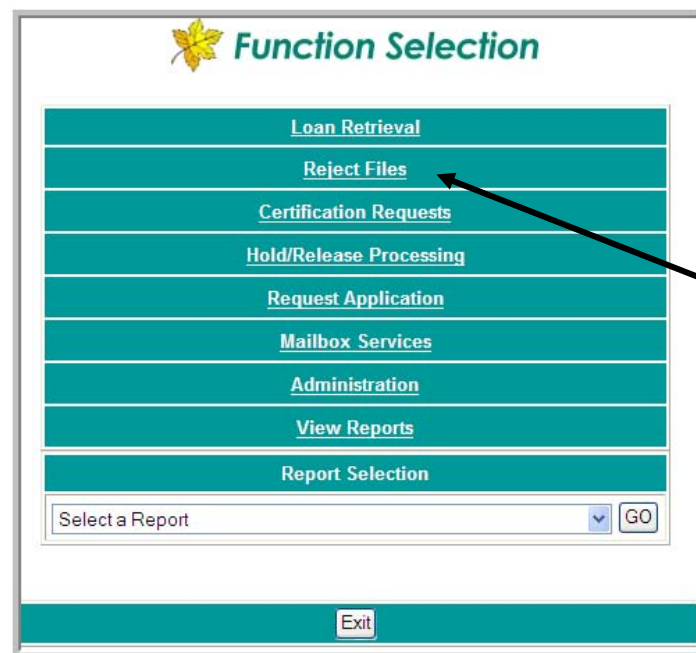 Function Selection
Loan Retrieval
Reject Files
Certification Requests
Hold/Release Processing
Request Application
Mailbox Services
Administration
View Reports
Report Selection
Select a Report GO
Exit